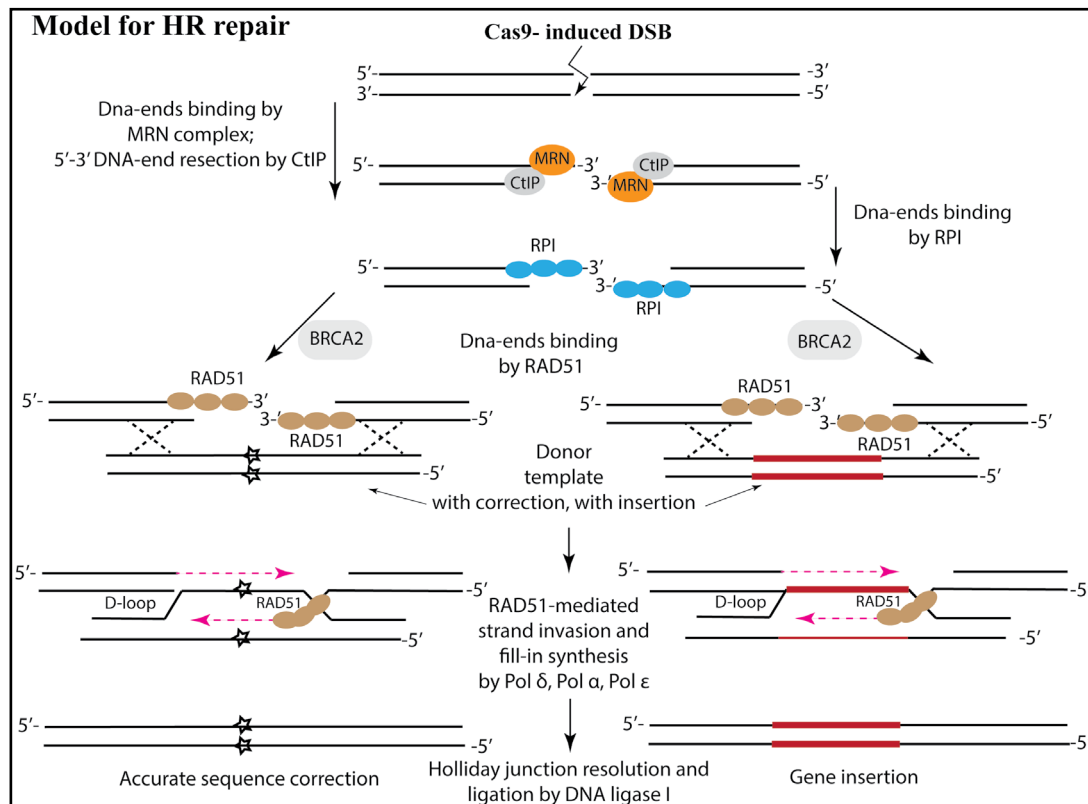 Model for HR repair
Cas9- induced DSB
5′-
-3′
3′-
-5′
Dna-ends binding by
MRN complex;
5′-3′ DNA-end resection by CtIP
5′-
MRN
-3′
CtIP
CtIP
3-′
MRN
-5′
Dna-ends binding
by RPI
RPI
5′-
-3′
3-′
-5′
RPI
BRCA2
Dna-ends binding
by RAD51
BRCA2
RAD51
5′-
-3′
3-′
-5′
RAD51
-5′
RAD51
5′-
-3′
3-′
-5′
RAD51
-5′
Donor
template
with correction, with insertion
5′-
-5′
D-loop
RAD51
-5′
RAD51-mediated
strand invasion and
fill-in synthesis
by Pol δ, Pol α, Pol ε
5′-
-5′
D-loop
RAD51
-5′
5′-
-5′
Accurate sequence correction
Holliday junction resolution and
ligation by DNA ligase I
5′-
-5′
Gene insertion